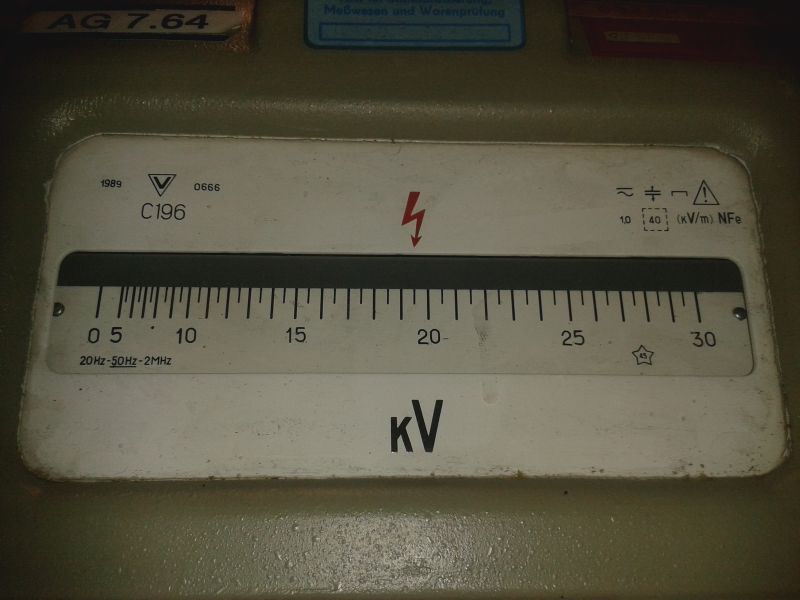 AG 7.64
Meßwesen und Warenprüfung
1989 V 0666
C196
1,0 40 (kV/m) NFe
0 5 10 15 20 25 30
20Hz-50Hz-2MHz
45
kV